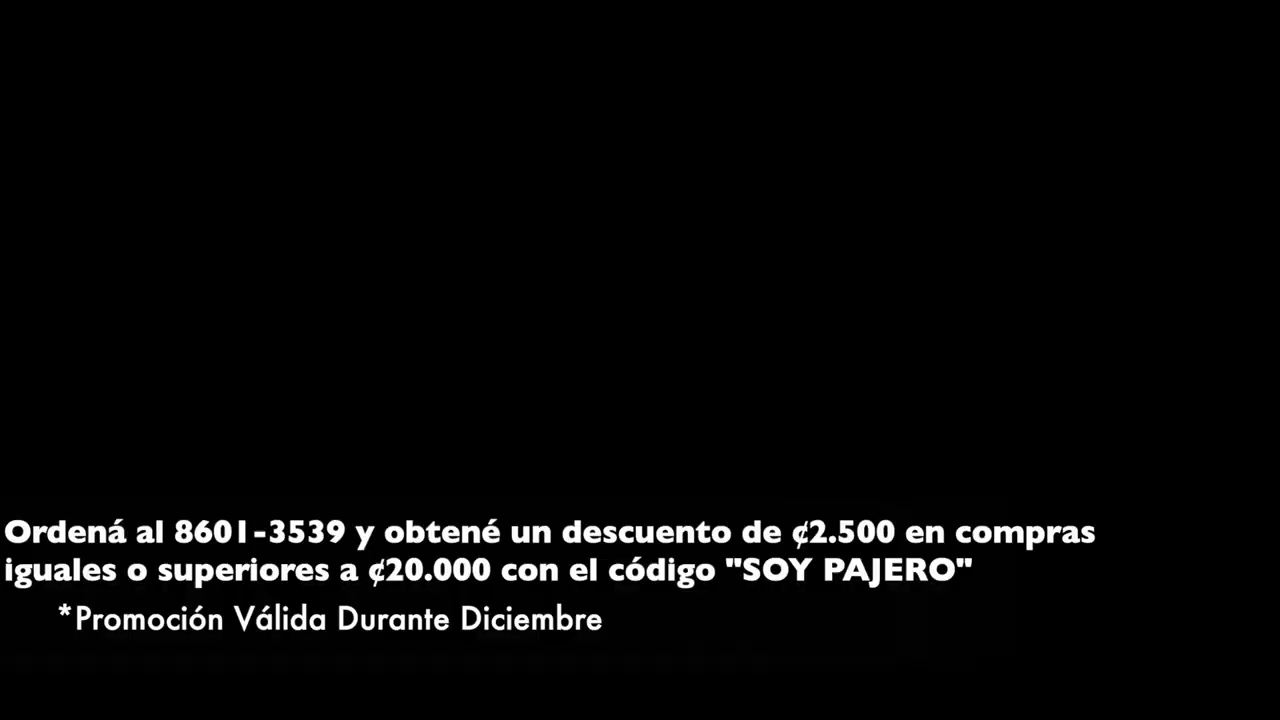 Ordená al 8601-3539 y obtené un descuento de ₡2.500 en compras
iguales o superiores a ₡20.000 con el código "SOY PAJERO"
*Promoción Válida Durante Diciembre